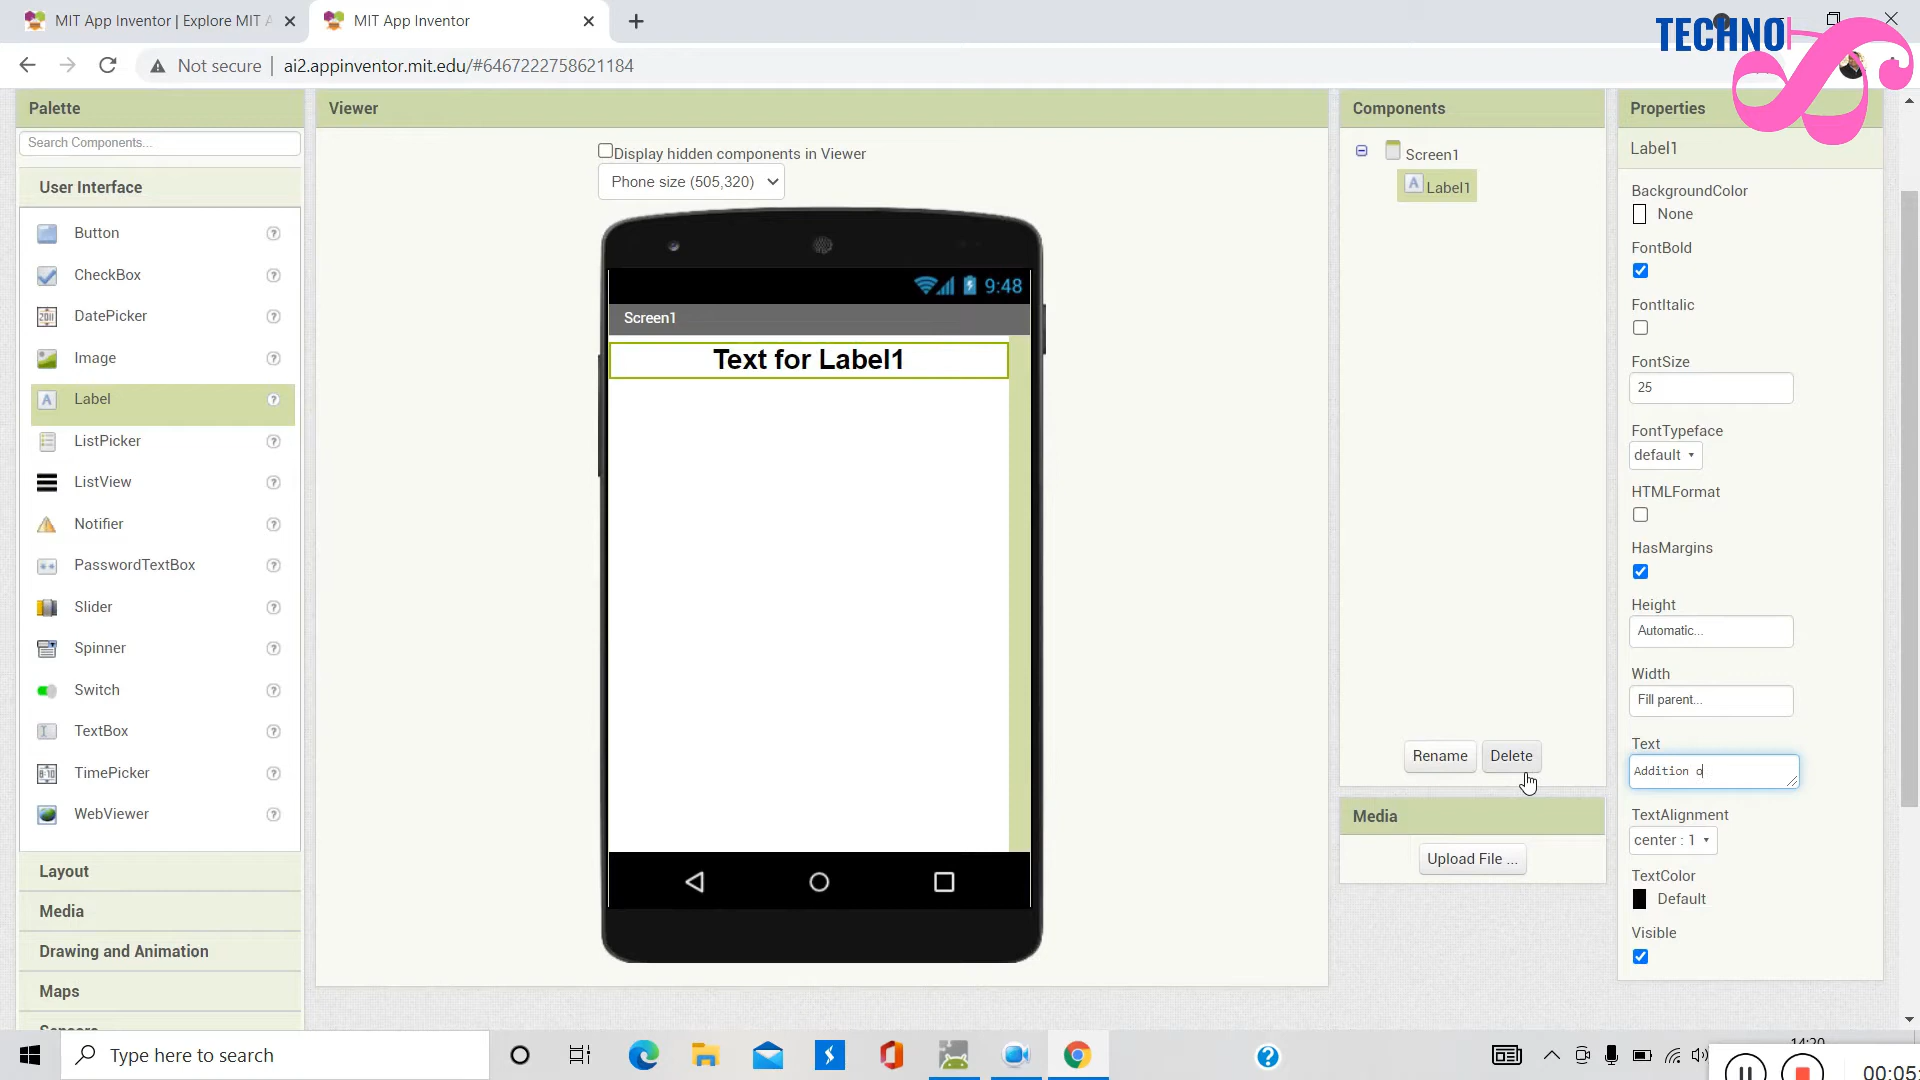 MIT App Inventor | Explore MIT A
MIT App Inventor
TECHNO
Not secure
ai2.appinventor.mit.edu/#6467222758621184
Palette
Search Components...
User Interface
Button
CheckBox
DatePicker
Image
Label
ListPicker
ListView
Notifier
PasswordTextBox
Slider
Spinner
Switch
TextBox
TimePicker
WebViewer
Layout
Media
Drawing and Animation
Maps
Sensors
Viewer
Display hidden components in Viewer
Phone size (505,320)
9:48
Screen1
Text for Label1
Components
Screen1
Label1
Rename
Delete
Media
Upload File ...
Properties
Label1
BackgroundColor
None
FontBold
FontItalic
FontSize
25
FontTypeface
default
HTMLFormat
HasMargins
Height
Automatic...
Width
Fill parent...
Text
Addition o
TextAlignment
center : 1
TextColor
Default
Visible
Type here to search
14:20
00:05: